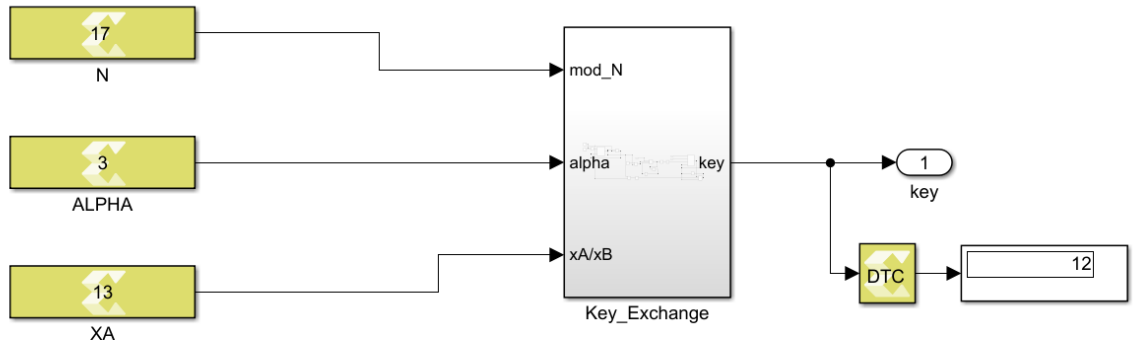 17
N
3
ALPHA
13
XA
mod_N
alpha
xA/xB
key
Key_Exchange
1
key
DTC
12